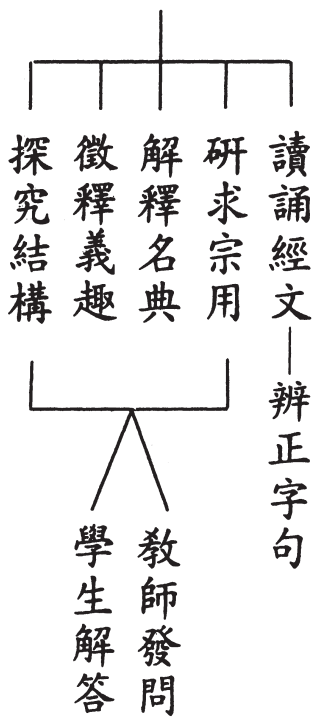 讀誦經文
辨正字句
研求宗用
解釋名典
徵釋義趣
探究結構
教師發問
學生解答